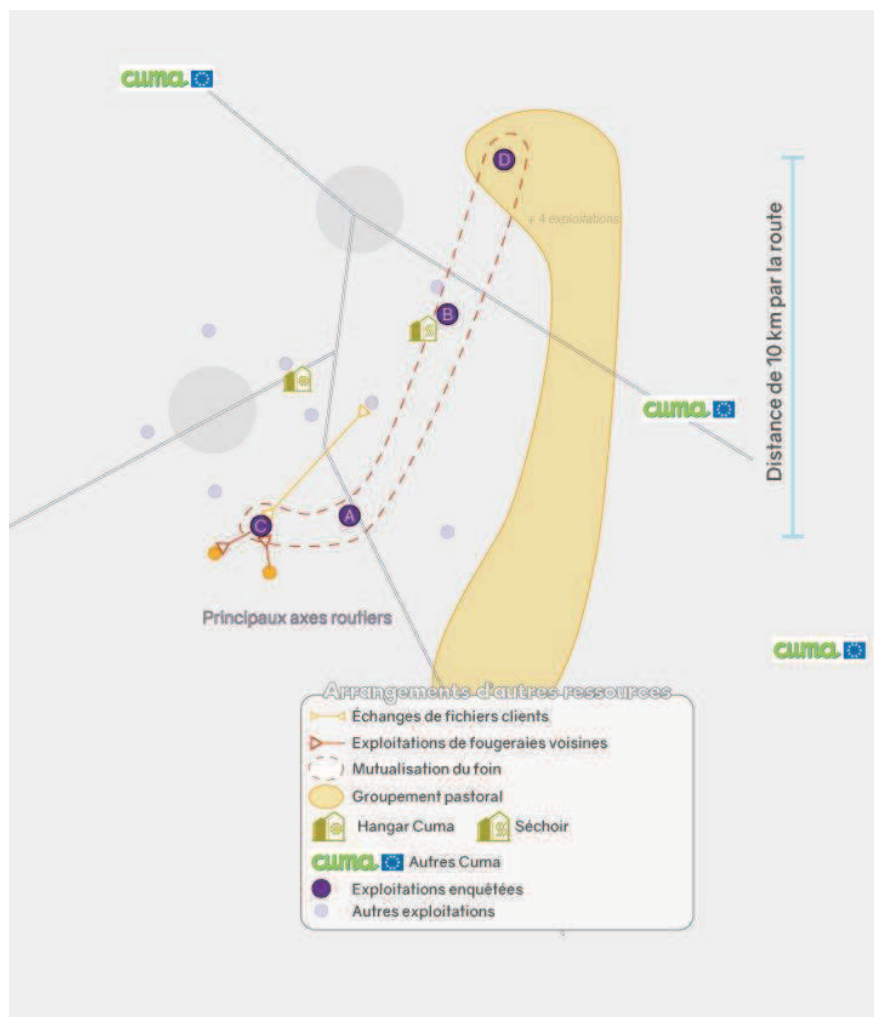 cuma
D
+ 4 exploitations
B
Distance de 10 km par la route
cuma
C
A
Principaux axes routiers
cuma
Arrangements d'autres ressources
Échanges de fichiers clients
Exploitations de fougeraies voisines
Mutualisation du foin
Groupement pastoral
Hangar Cuma Séchoir
cuma Autres Cuma
Exploitations enquêtées
Autres exploitations